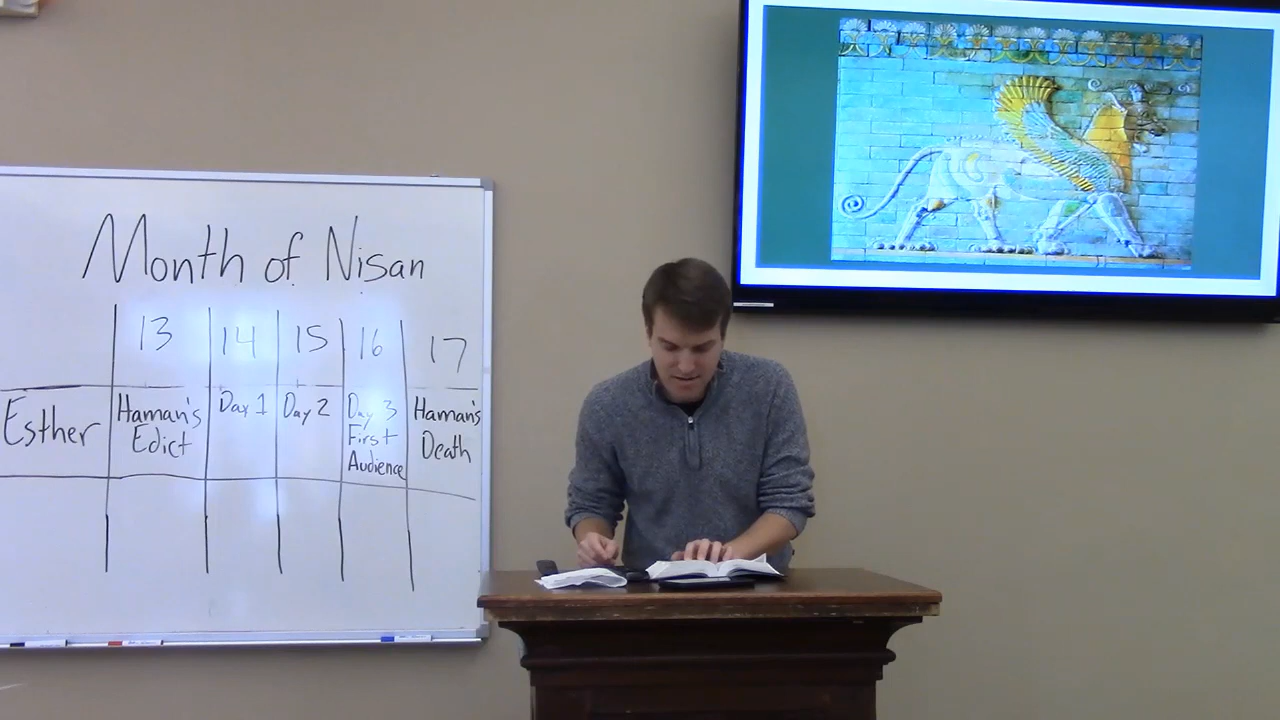 Month of Nisan
13 14 15 16 17
Esther Haman's Edict Day 1 Day 2 Day 3 First Audience Haman's Death